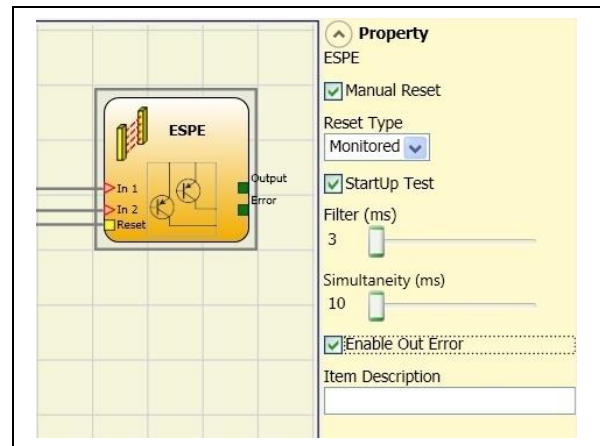 ESPE
In 1
In 2
Reset
Output
Error
Property
ESPE
Manual Reset
Reset Type
Monitored
StartUp Test
Filter (ms)
3
Simultaneity (ms)
10
Enable Out Error
Item Description